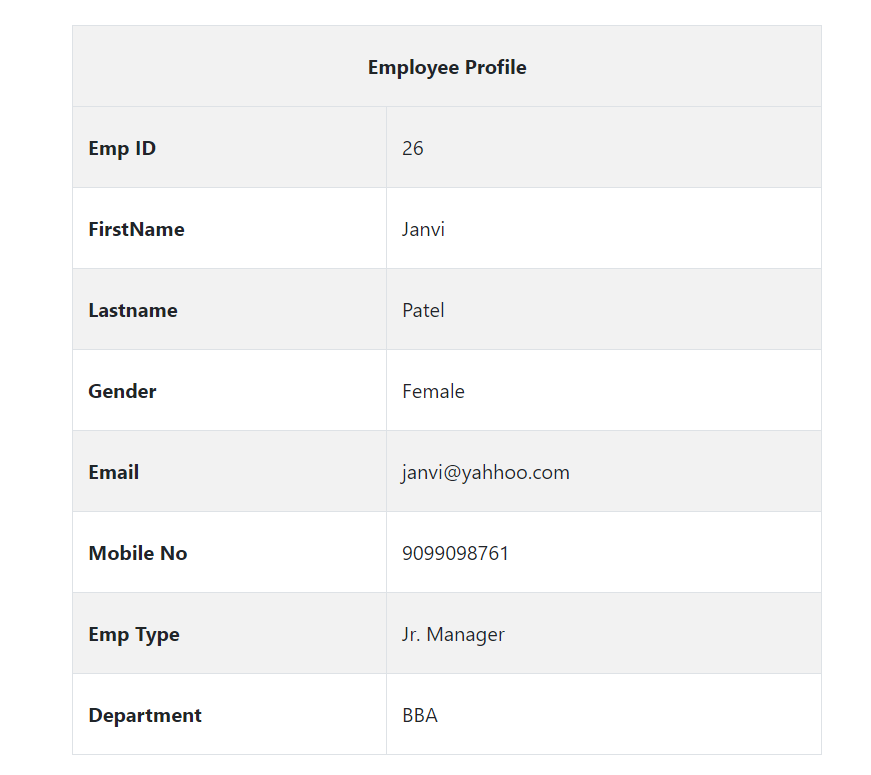 Employee Profile
Emp ID 26
FirstName Janvi
Lastname Patel
Gender Female
Email janvi@yahhoo.com
Mobile No 9099098761
Emp Type Jr. Manager
Department BBA